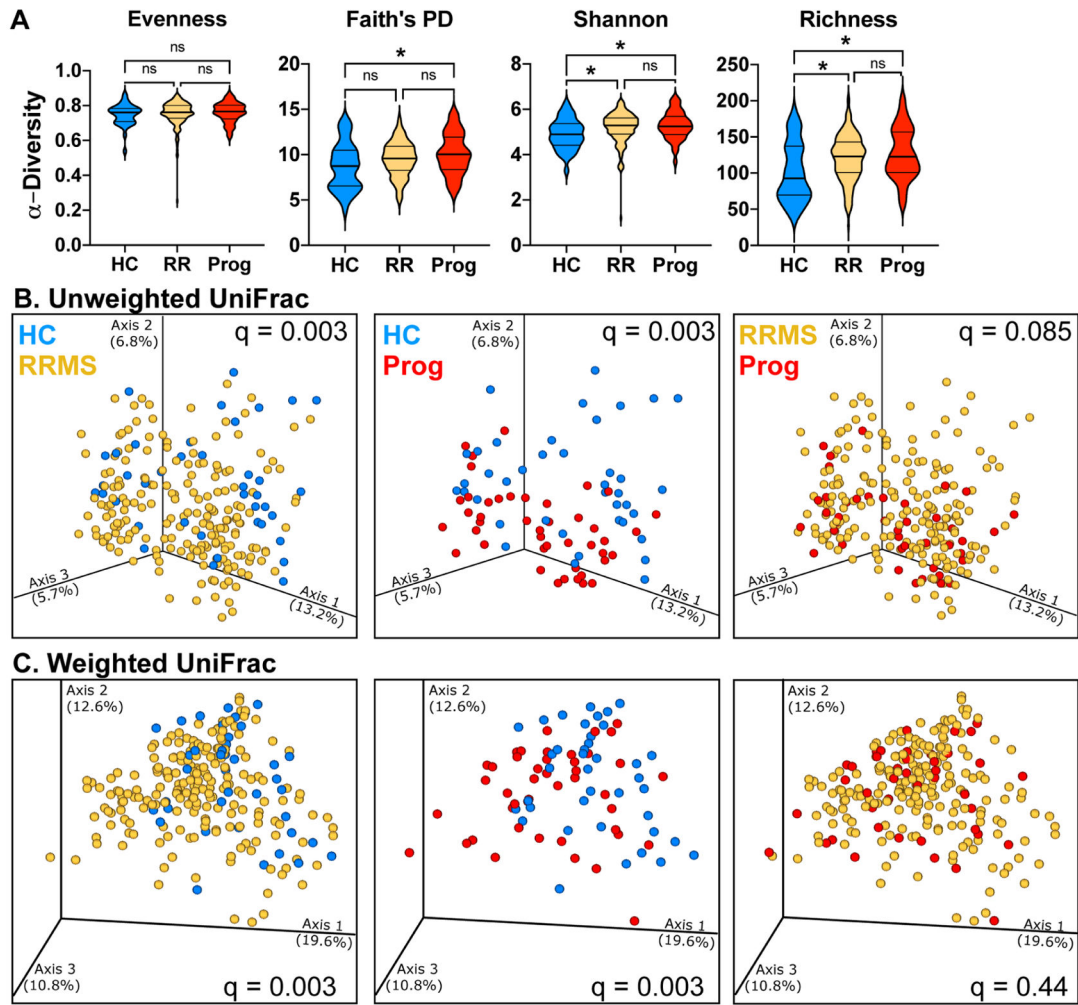 A
Evenness Faith's PD Shannon Richness
ns * * *
ns ns ns ns * ns * ns
α-Diversity
1.0
0.8
0.6
0.4
0.2
0.0
20
15
10
5
0
8
6
4
2
0
250
200
150
100
50
0
HC RR Prog HC RR Prog HC RR Prog HC RR Prog
B. Unweighted UniFrac
HC
RRMS
Axis 2
(6.8%)
q = 0.003
Axis 3
(5.7%)
Axis 1
(13.2%)
HC
Prog
Axis 2
(6.8%)
q = 0.003
Axis 3
(5.7%)
Axis 1
(13.2%)
RRMS
Prog
Axis 2
(6.8%)
q = 0.085
Axis 3
(5.7%)
Axis 1
(13.2%)
C. Weighted UniFrac
Axis 2
(12.6%)
Axis 1
(19.6%)
Axis 3
(10.8%)
q = 0.003
Axis 2
(12.6%)
Axis 1
(19.6%)
Axis 3
(10.8%)
q = 0.003
Axis 2
(12.6%)
Axis 1
(19.6%)
Axis 3
(10.8%)
q = 0.44